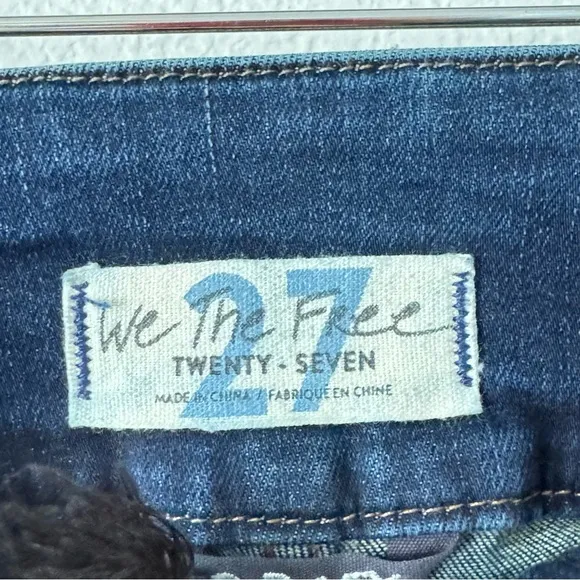 27
We The Free
TWENTY - SEVEN
MADE IN CHINA / FABRIQUE EN CHINE